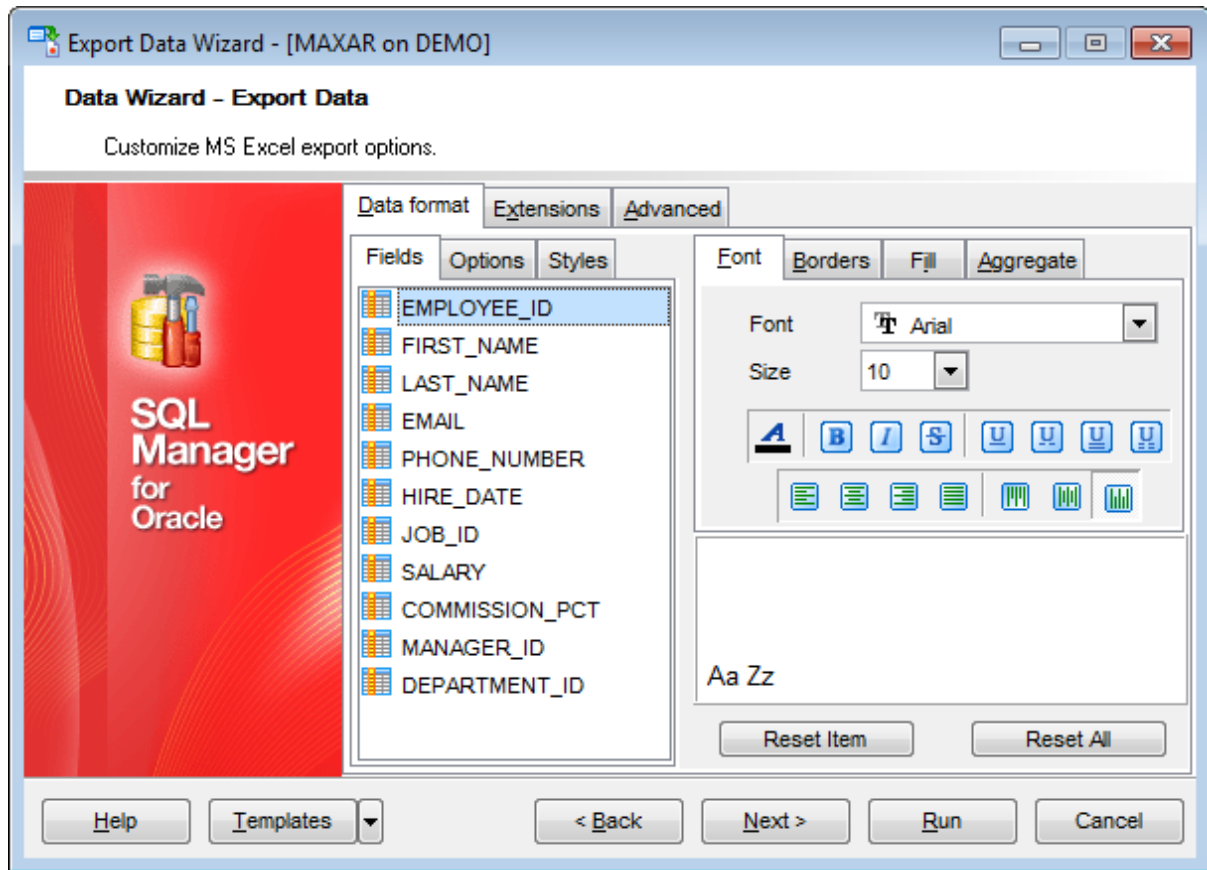 Export Data Wizard - [MAXAR on DEMO]
Data Wizard - Export Data
Customize MS Excel export options.
SQL
Manager
for
Oracle
Data format Extensions Advanced
Fields Options Styles
EMPLOYEE_ID
FIRST_NAME
LAST_NAME
EMAIL
PHONE_NUMBER
HIRE_DATE
JOB_ID
SALARY
COMMISSION_PCT
MANAGER_ID
DEPARTMENT_ID
Font Borders Fill Aggregate
Font Arial
Size 10
A B I S U U U U
Aa Zz
Reset Item Reset All
Help Templates < Back Next > Run Cancel